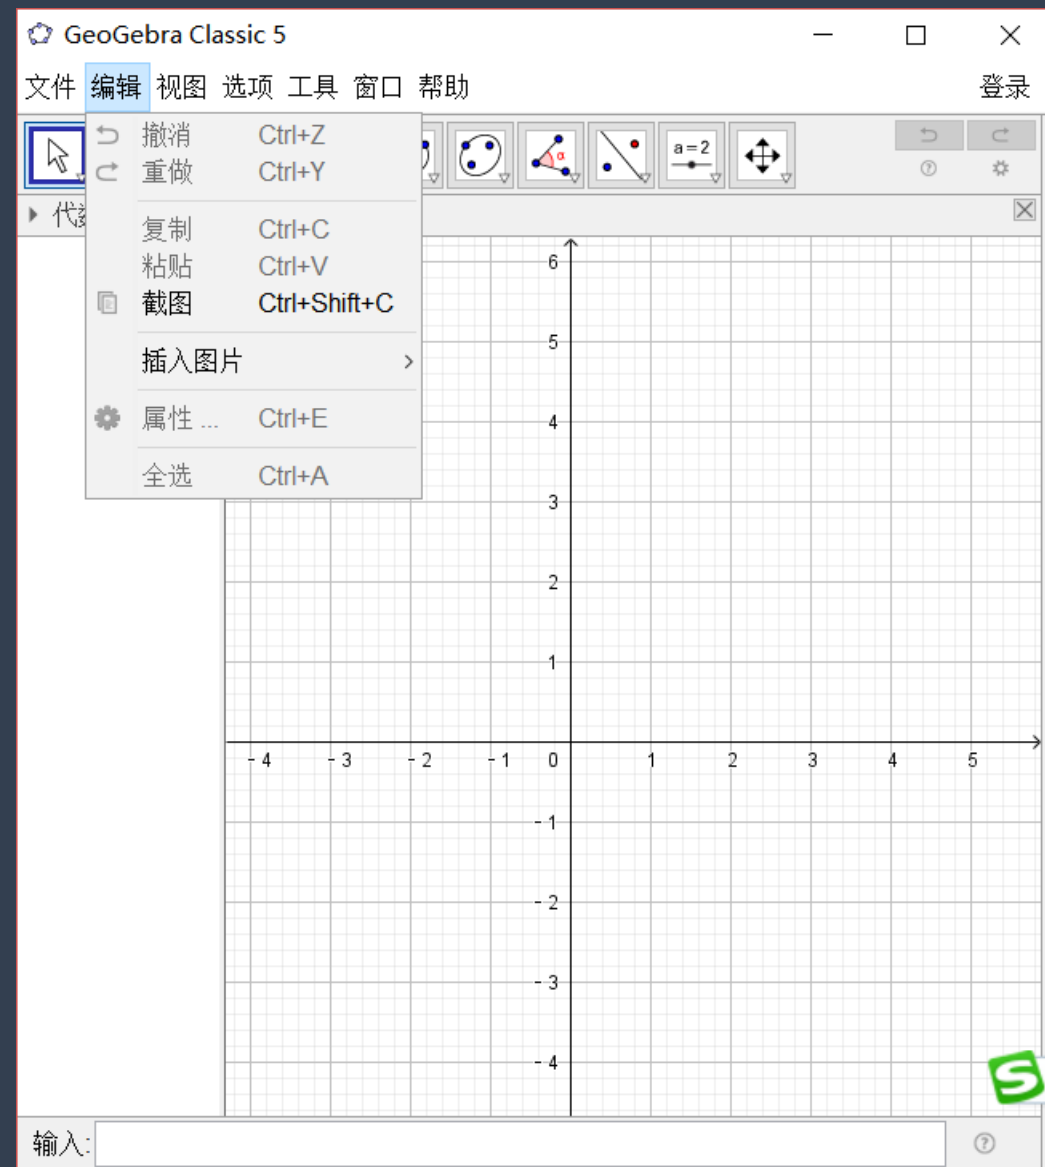 GeoGebra Classic 5
文件 编辑 视图 选项 工具 窗口 帮助 登录
撤消 Ctrl+Z
重做 Ctrl+Y
α
a=2
复制 Ctrl+C
粘贴 Ctrl+V
截图 Ctrl+Shift+C
插入图片
属性 ... Ctrl+E
全选 Ctrl+A
代
6
5
4
3
2
1
-4 -3 -2 -1 0 1 2 3 4 5
-1
-2
-3
-4
S
输入: